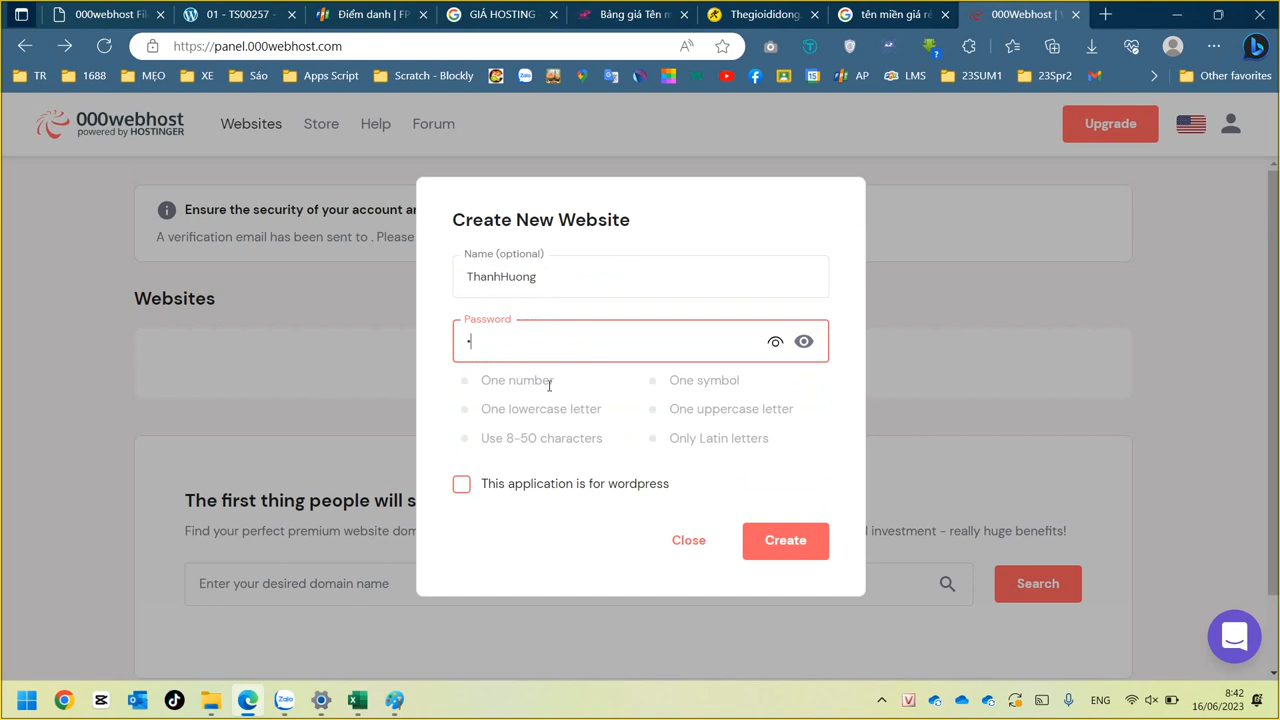 000webhost Fil
01 - TS00257 -
Điểm danh | FP
GIÁ HOSTING
Bảng giá Tên m
Thegioididong.
tên miền giá rẻ
000Webhost | V
https://panel.000webhost.com
TR
1688
MẸO
XE
Sáo
Apps Script
Scratch - Blockly
AP
LMS
23SUM1
23Spr2
Other favorites
000webhost
powered by HOSTINGER
Websites
Store
Help
Forum
Upgrade
Ensure the security of your account ar
A verification email has been sent to . Please
Websites
Create New Website
Name (optional)
ThanhHuong
Password
One number
One symbol
One lowercase letter
One uppercase letter
Use 8-50 characters
Only Latin letters
This application is for wordpress
Close
Create
The first thing people will s
Find your perfect premium website dom
investment - really huge benefits!
Enter your desired domain name
Search
ENG
8:42
16/06/2023